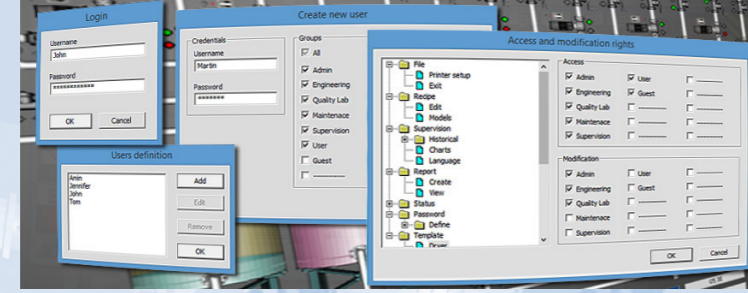 Login
Username
John
Password
************
OK
Cancel
Create new user
Credentials
Username
Martin
Password
*******
Groups
All
Admin
Engineering
Quality Lab
Maintenace
Supervision
User
Guest
Users definition
Amin
Jennifer
John
Tom
Add
Edit
Remove
OK
Access and modification rights
File
Printer setup
Exit
Recipe
Edit
Models
Supervision
Historical
Charts
Language
Report
Create
View
Status
Password
Define
Template
Dryer
Access
Admin
User
Engineering
Guest
Quality Lab
Maintenace
Supervision
Modification
Admin
User
Engineering
Guest
Quality Lab
Maintenace
Supervision
OK
Cancel